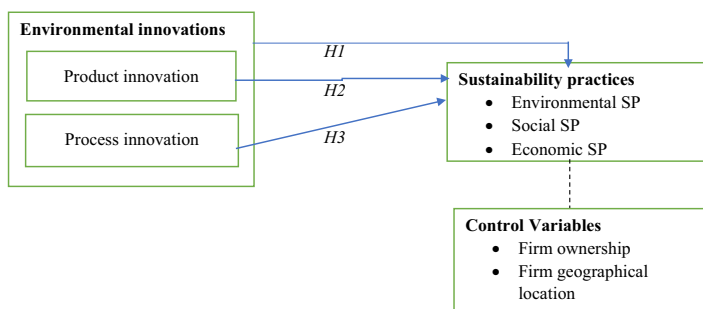 Environmental innovations
Product innovation
Process innovation
H1
H2
H3
Sustainability practices
• Environmental SP
• Social SP
• Economic SP
Control Variables
• Firm ownership
• Firm geographical
location